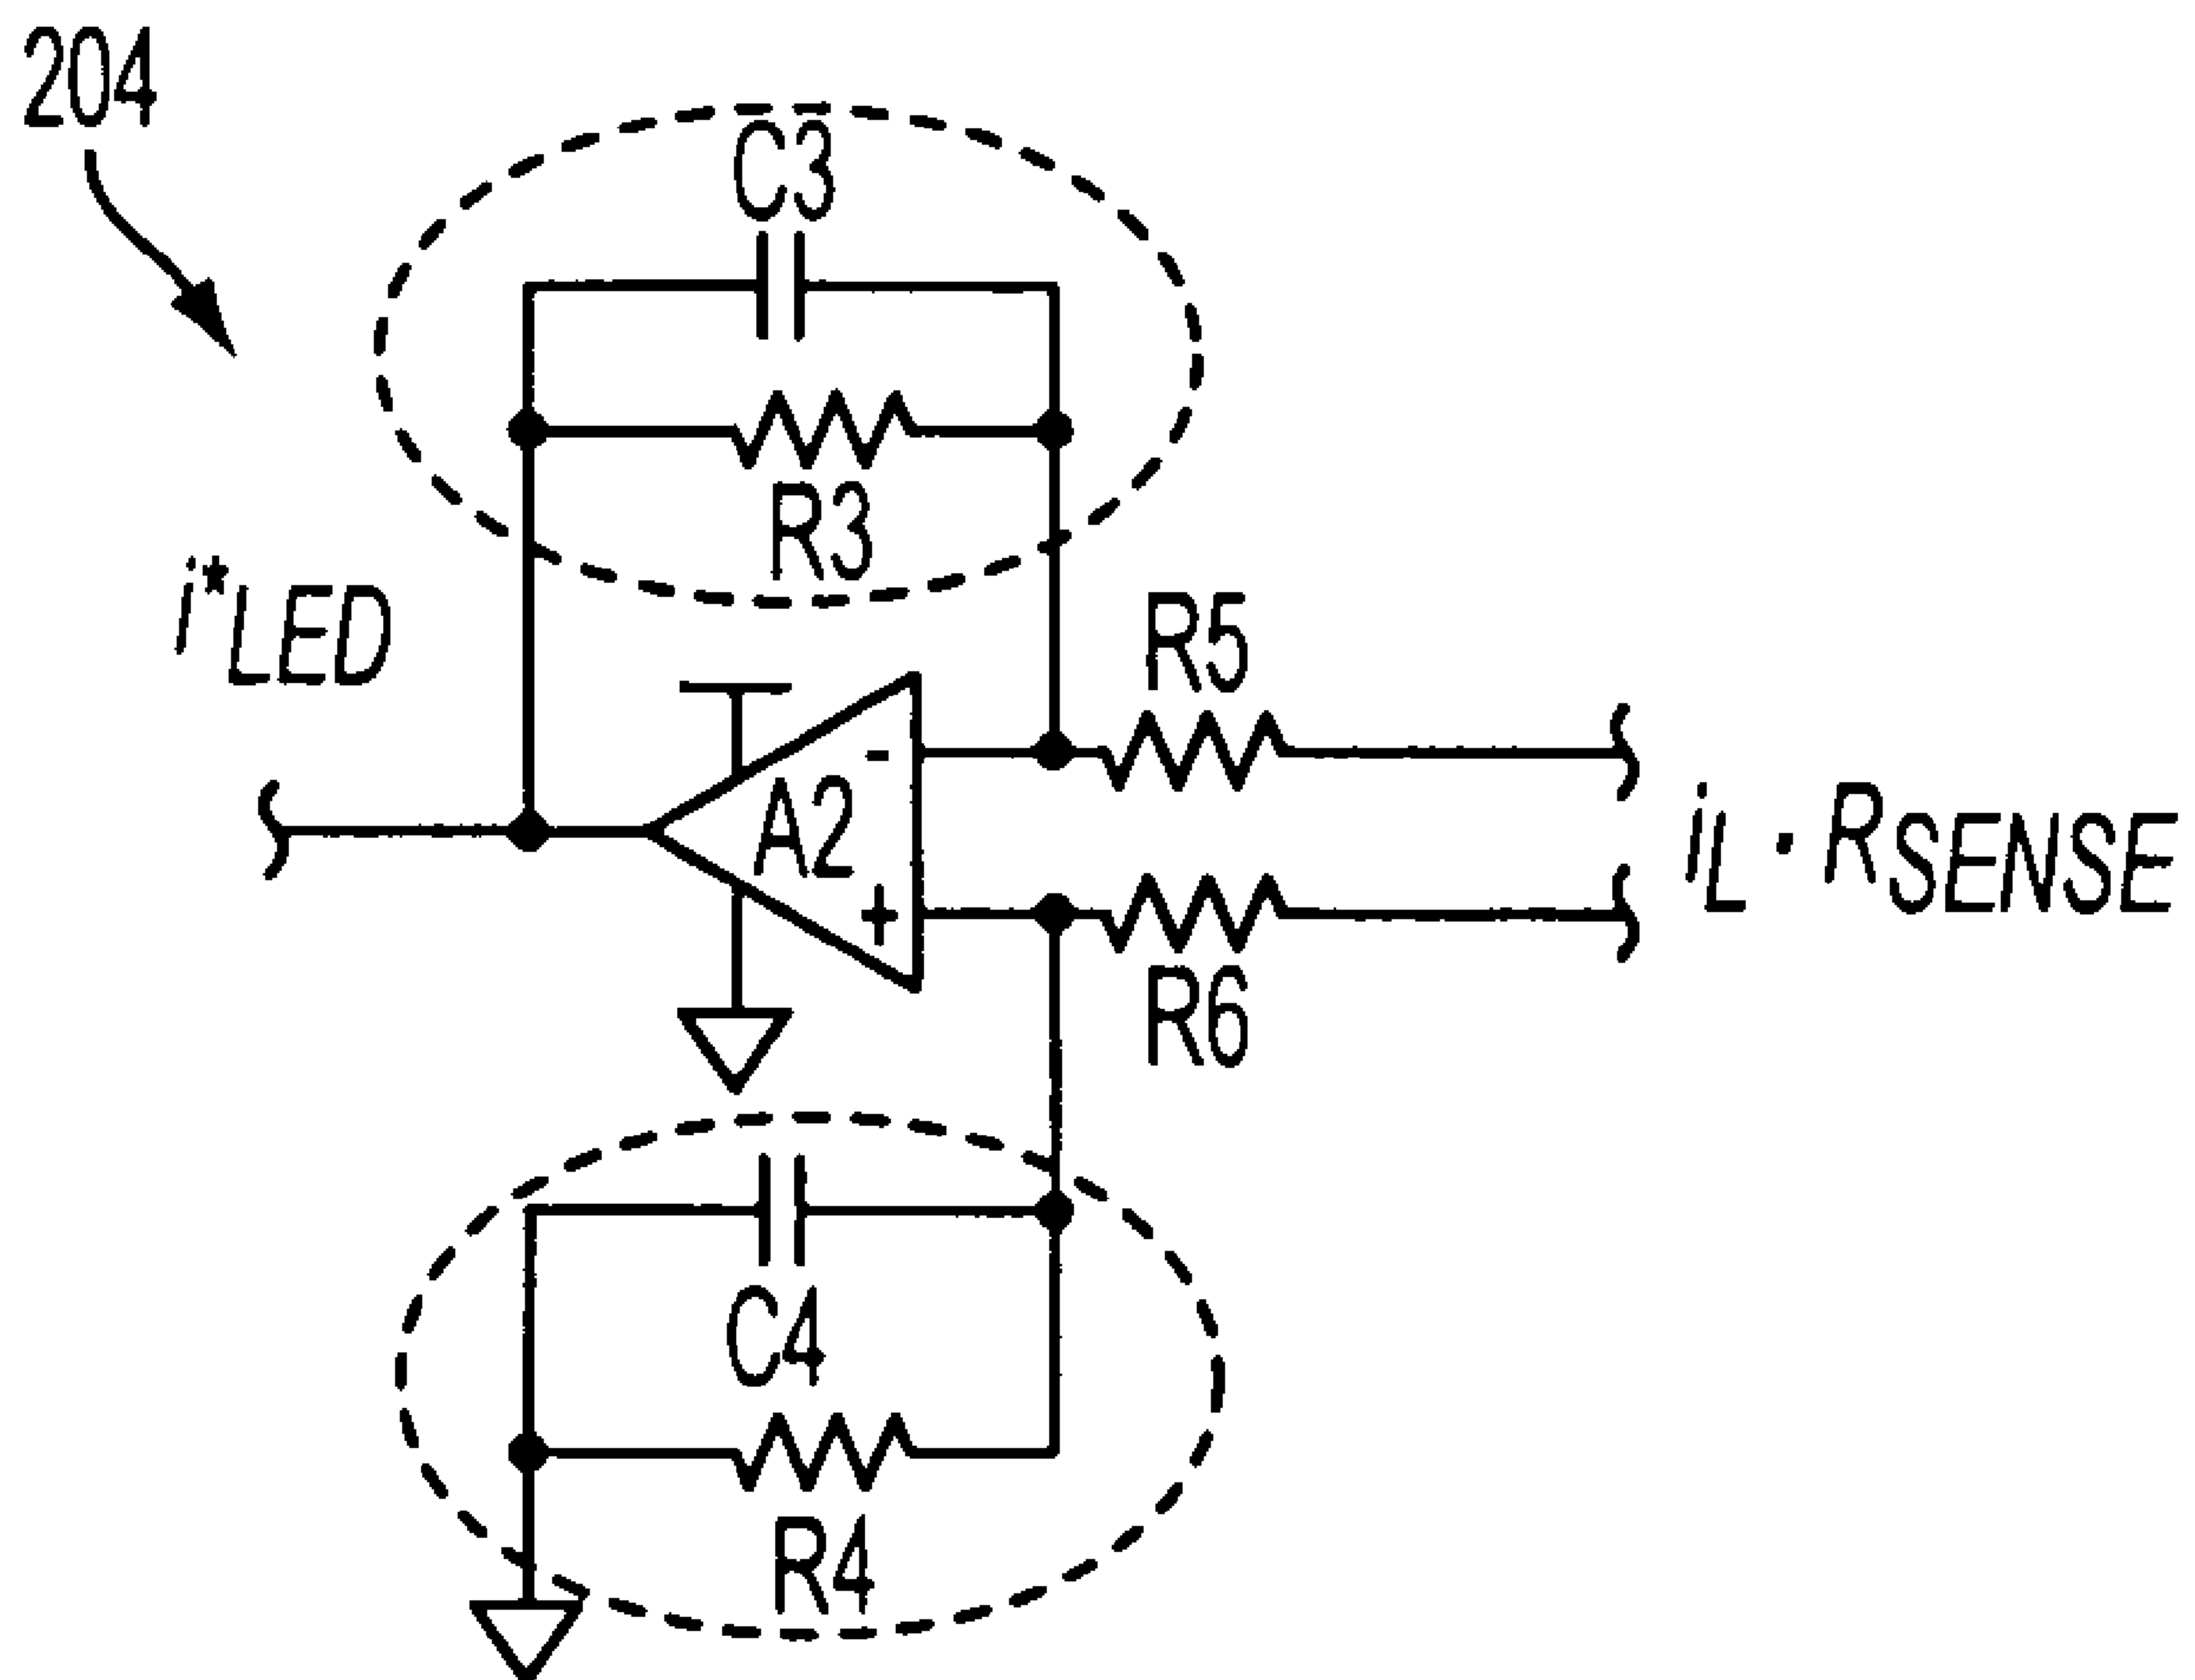 204
C3
R3
i*LED
R5
-
A2
+
iL · RSENSE
R6
C4
R4